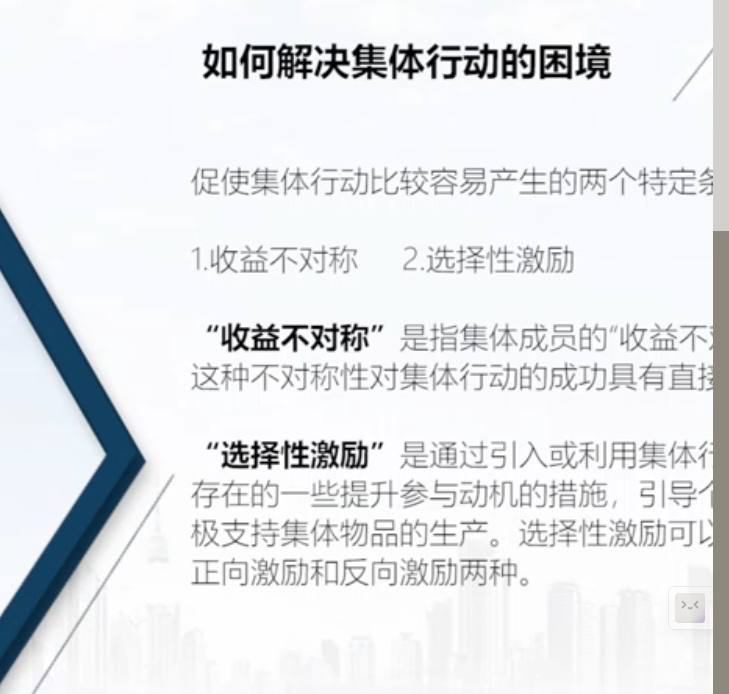 如何解决集体行动的困境
促使集体行动比较容易产生的两个特定条
1.收益不对称 2.选择性激励
“收益不对称”是指集体成员的“收益不对
这种不对称性对集体行动的成功具有直接
“选择性激励”是通过引入或利用集体行
存在的一些提升参与动机的措施，引导个
极支持集体物品的生产。选择性激励可以
正向激励和反向激励两种。